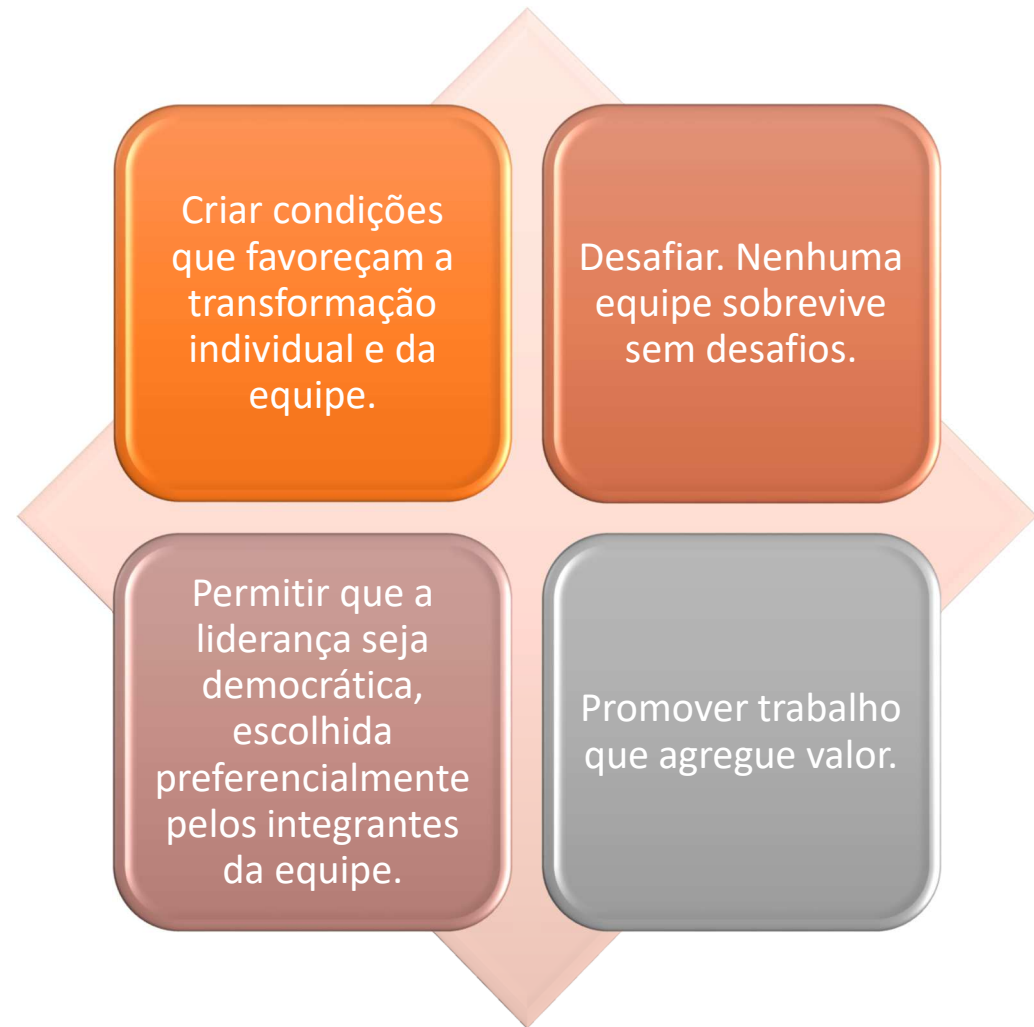 Criar condições
que favoreçam a
transformação
individual e da
equipe.
Desafiar. Nenhuma
equipe sobrevive
sem desafios.
Permitir que a
liderança seja
democrática,
escolhida
preferencialmente
pelos integrantes
da equipe.
Promover trabalho
que agregue valor.